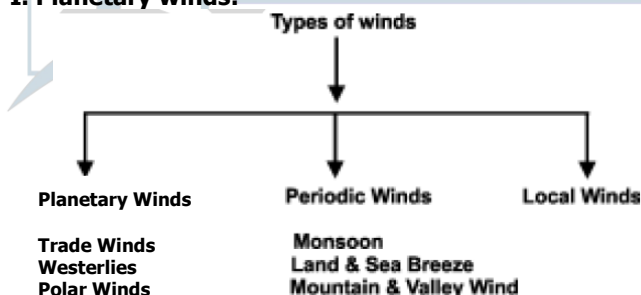 1. Planetary winds:
Types of winds
Planetary Winds
Periodic Winds
Local Winds
Trade Winds
Westerlies
Polar Winds
Monsoon
Land & Sea Breeze
Mountain & Valley Wind